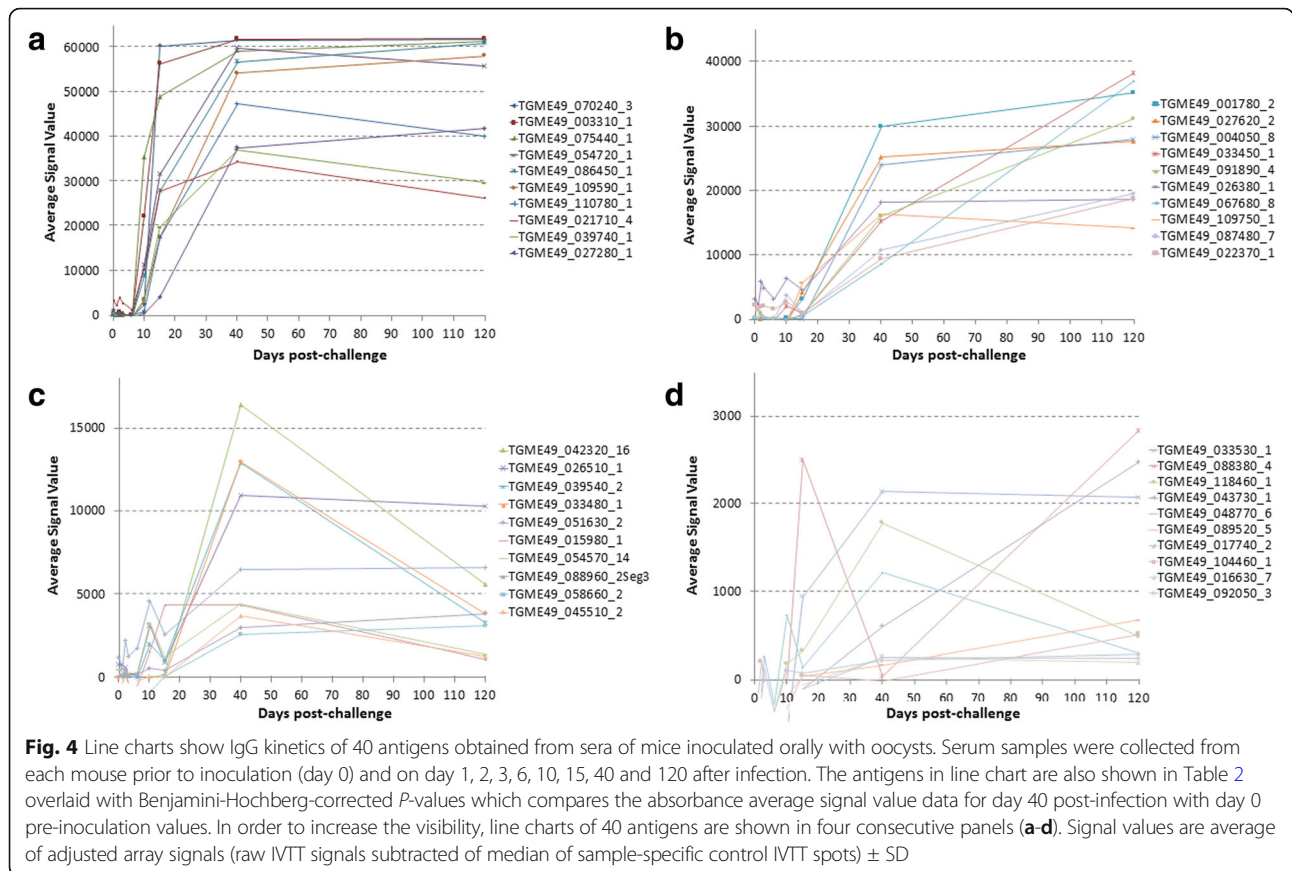 a
60000
50000
40000
30000
20000
10000
0
Average Signal Value
0 10 20 30 40 50 60 70 80 90 100 110 120
Days post-challenge
TGME49_070240_3
TGME49_003310_1
TGME49_075440_1
TGME49_054720_1
TGME49_086450_1
TGME49_109590_1
TGME49_110780_1
TGME49_021710_4
TGME49_039740_1
TGME49_027280_1
b
40000
30000
20000
10000
0
Average Signal Value
0 10 20 30 40 50 60 70 80 90 100 110 120
Days post-challenge
TGME49_001780_2
TGME49_027620_2
TGME49_004050_8
TGME49_033450_1
TGME49_091890_4
TGME49_026380_1
TGME49_067680_8
TGME49_109750_1
TGME49_087480_7
TGME49_022370_1
c
15000
10000
5000
0
Average Signal Value
0 10 20 30 40 50 60 70 80 90 100 110 120
Days post-challenge
TGME49_042320_16
TGME49_026510_1
TGME49_039540_2
TGME49_033480_1
TGME49_051630_2
TGME49_015980_1
TGME49_054570_14
TGME49_088960_2Seg3
TGME49_058660_2
TGME49_045510_2
d
3000
2000
1000
0
Average Signal Value
0 10 20 30 40 50 60 70 80 90 100 110 120
Days post-challenge
TGME49_033530_1
TGME49_088380_4
TGME49_118460_1
TGME49_043730_1
TGME49_048770_6
TGME49_089520_5
TGME49_017740_2
TGME49_104460_1
TGME49_016630_7
TGME49_092050_3
Fig. 4 Line charts show IgG kinetics of 40 antigens obtained from sera of mice inoculated orally with oocysts. Serum samples were collected from
each mouse prior to inoculation (day 0) and on day 1, 2, 3, 6, 10, 15, 40 and 120 after infection. The antigens in line chart are also shown in Table 2
overlaid with Benjamini-Hochberg-corrected P-values which compares the absorbance average signal value data for day 40 post-infection with day 0
pre-inoculation values. In order to increase the visibility, line charts of 40 antigens are shown in four consecutive panels (a-d). Signal values are average
of adjusted array signals (raw IVTT signals subtracted of median of sample-specific control IVTT spots) ± SD